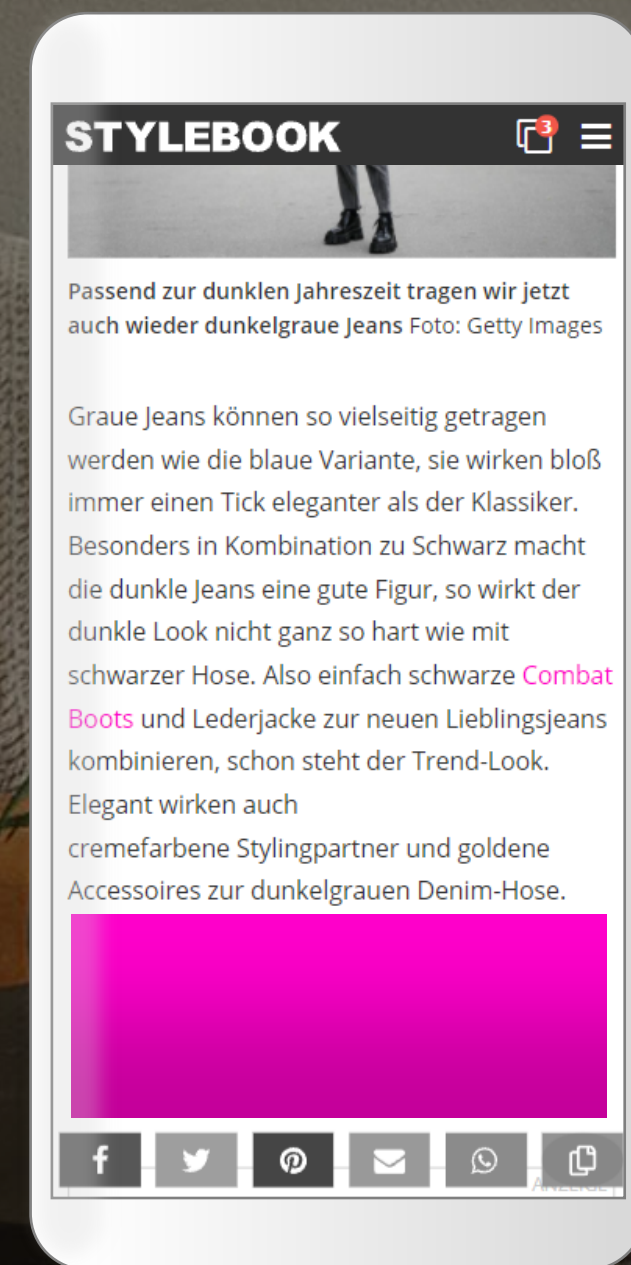 STYLEBOOK
3
Passend zur dunklen Jahreszeit tragen wir jetzt
auch wieder dunkelgraue Jeans Foto: Getty Images
Graue Jeans können so vielseitig getragen
werden wie die blaue Variante, sie wirken bloß
immer einen Tick eleganter als der Klassiker.
Besonders in Kombination zu Schwarz macht
die dunkle Jeans eine gute Figur, so wirkt der
dunkle Look nicht ganz so hart wie mit
schwarzer Hose. Also einfach schwarze Combat
Boots und Lederjacke zur neuen Lieblingsjeans
kombinieren, schon steht der Trend-Look.
Elegant wirken auch
cremefarbene Stylingpartner und goldene
Accessoires zur dunkelgrauen Denim-Hose.
ANZEIGE